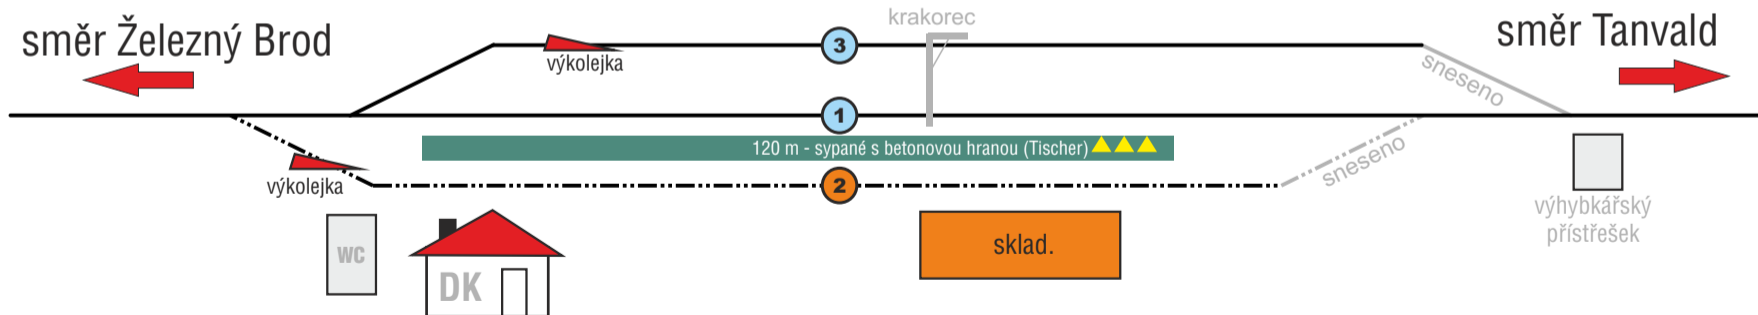 krakorec
směr Železný Brod
směr Tanvald
3
výkolejka
sneseno
1
120 m - sypané s betonovou hranou (Tischer)
sneseno
výkolejka
2
výhybkářský
přístřešek
WC
DK
sklad.